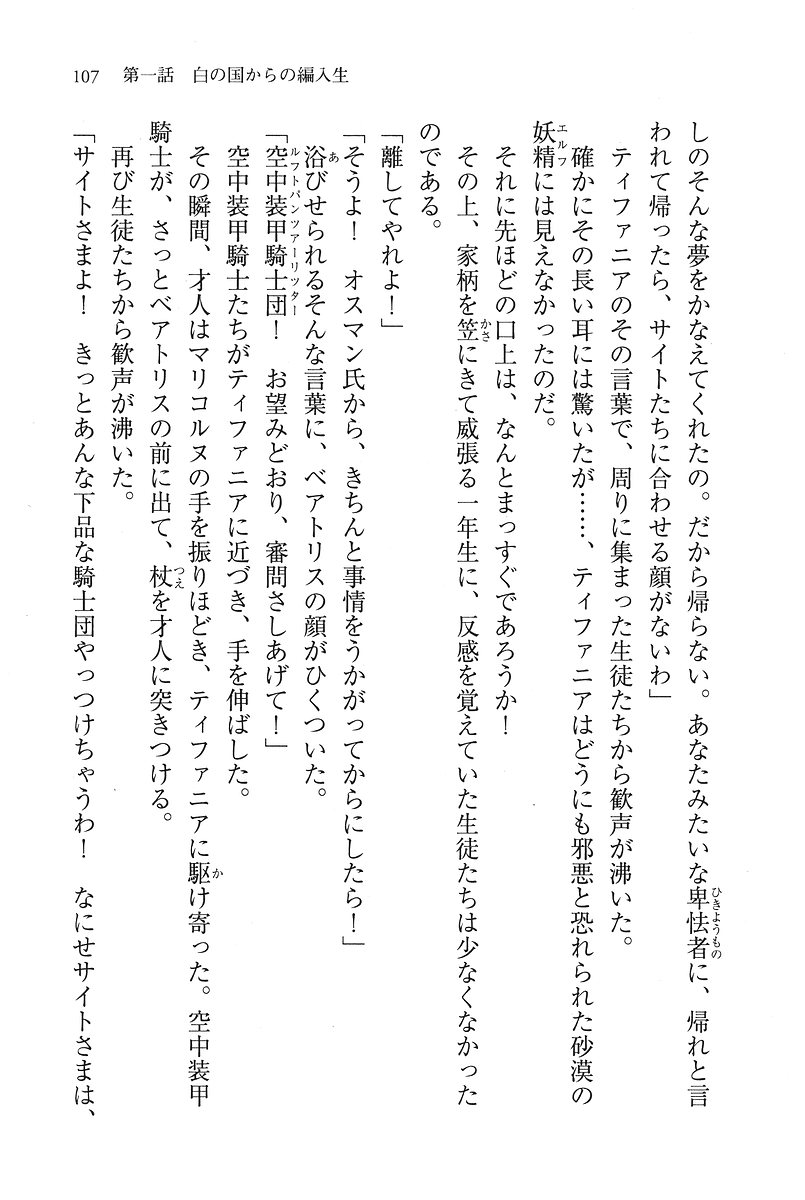 107　第一話　白の国からの編入生
しのそんな夢をかなえてくれたの。だから帰らない。あなたみたいな卑怯者に、帰れと言
われて帰ったら、サイトたちに合わせる顔がないわ」
　ティファニアのその言葉で、周りに集まった生徒たちから歓声が沸いた。
　確かにその長い耳には驚いたが……、ティファニアはどうにも邪悪と恐れられた砂漠の
妖精には見えなかったのだ。
　それに先ほどの口上は、なんとまっすぐであろうか！
　その上、家柄を笠にきて威張る一年生に、反感を覚えていた生徒たちは少なくなかった
のである。
「離してやれよ！」
「そうよ！　オスマン氏から、きちんと事情をうかがってからにしたら！」
　浴びせられるそんな言葉に、ベアトリスの顔がひくついた。
「空中装甲騎士団！　お望みどおり、審問さしあげて！」
　空中装甲騎士たちがティファニアに近づき、手を伸ばした。
　その瞬間、才人はマリコルヌの手を振りほどき、ティファニアに駆け寄った。空中装甲
騎士が、さっとベアトリスの前に出て、杖を才人に突きつける。
　再び生徒たちから歓声が沸いた。
「サイトさまよ！　きっとあんな下品な騎士団やっつけちゃうわ！　なにせサイトさまは、